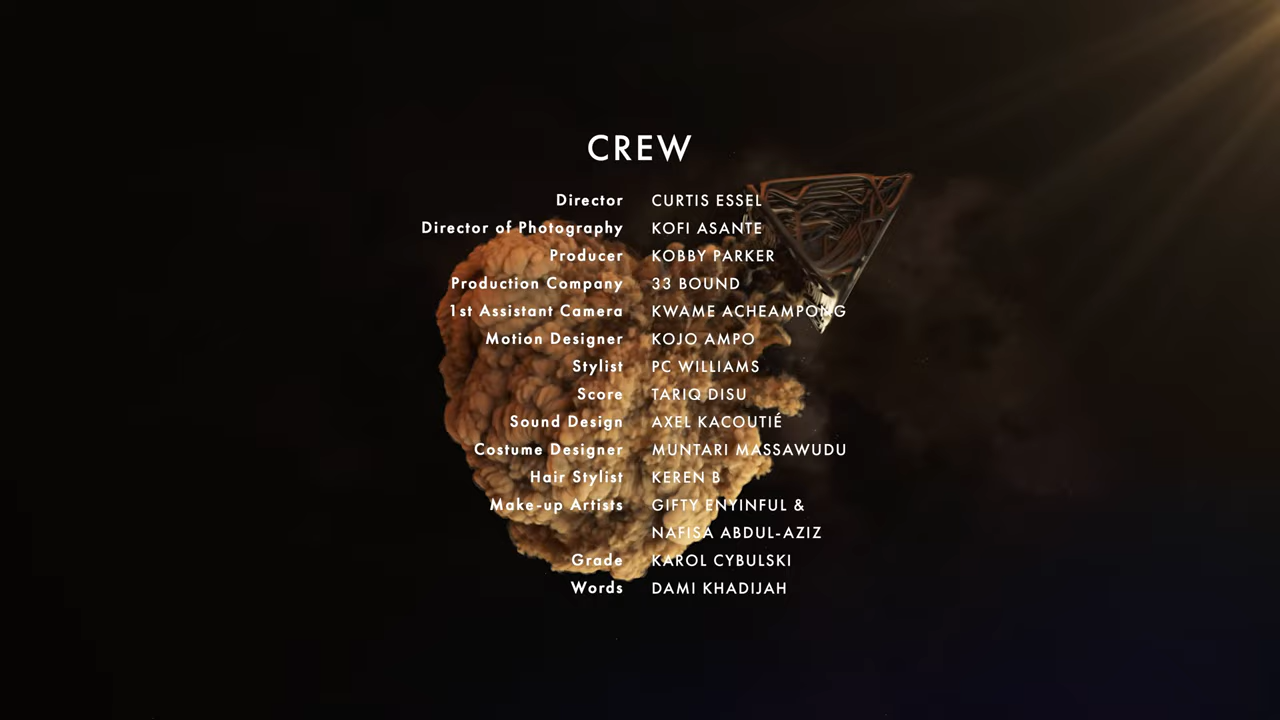 CREW
Director CURTIS ESSEL
Director of Photography KOFI ASANTE
Producer KOBBY PARKER
Production Company 33 BOUND
1st Assistant Camera KWAME ACHEAMPONG
Motion Designer KOJO AMPO
Stylist PC WILLIAMS
Score TARIQ DISU
Sound Design AXEL KACOUTIÉ
Costume Designer MUNTARI MASSAWUDU
Hair Stylist KEREN B
Make-up Artists GIFTY ENYINFUL &
NAFISA ABDUL-AZIZ
Grade KAROL CYBULSKI
Words DAMI KHADIJAH